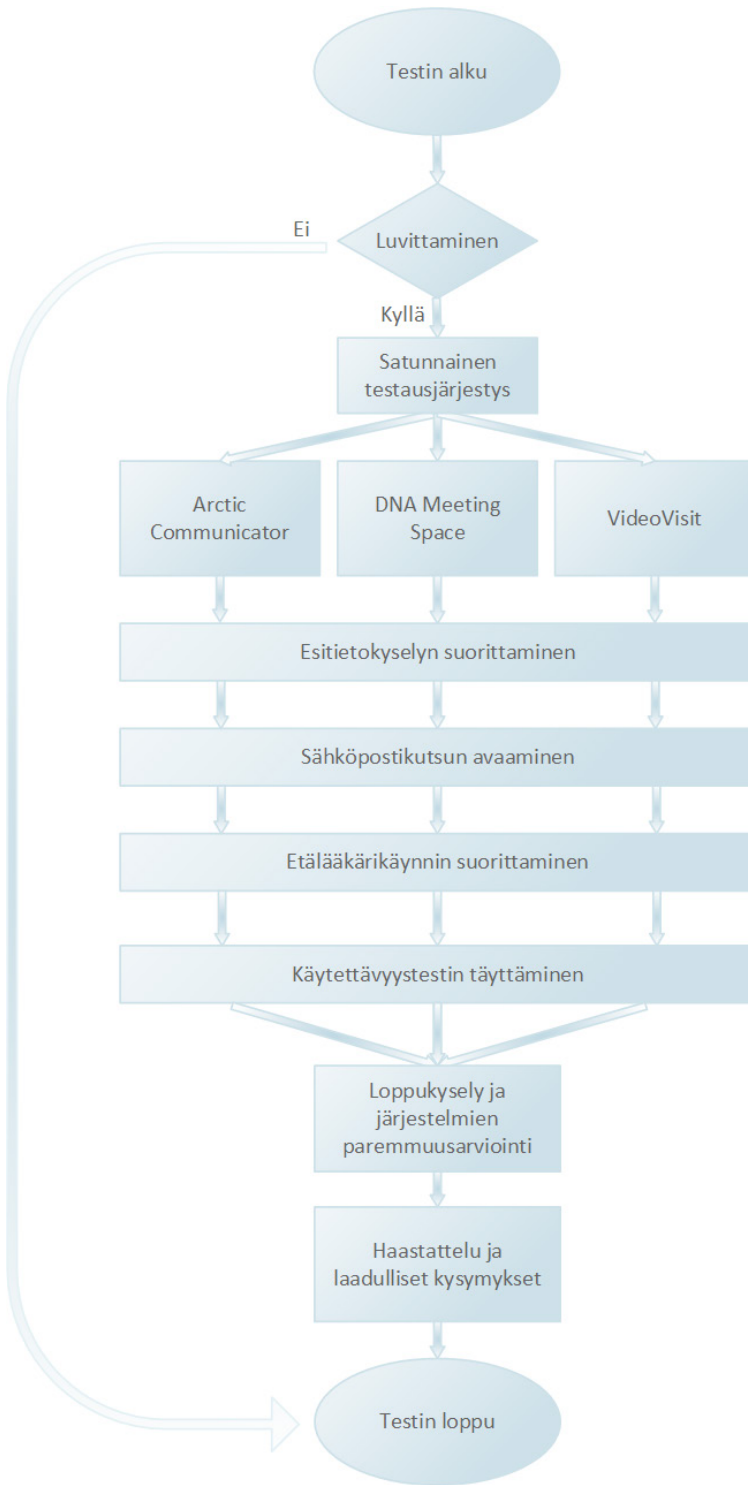 Testin alku
Ei
Luvittaminen
Kyllä
Satunnainen
testausjärjestys
Arctic
Communicator
DNA Meeting
Space
VideoVisit
Esitietokyselyn suorittaminen
Sähköpostikutsun avaaminen
Etälääkärikäynnin suorittaminen
Käytettävyystestin täyttäminen
Loppukysely ja
järjestelmien
paremmuusarviointi
Haastattelu ja
laadulliset kysymykset
Testin loppu